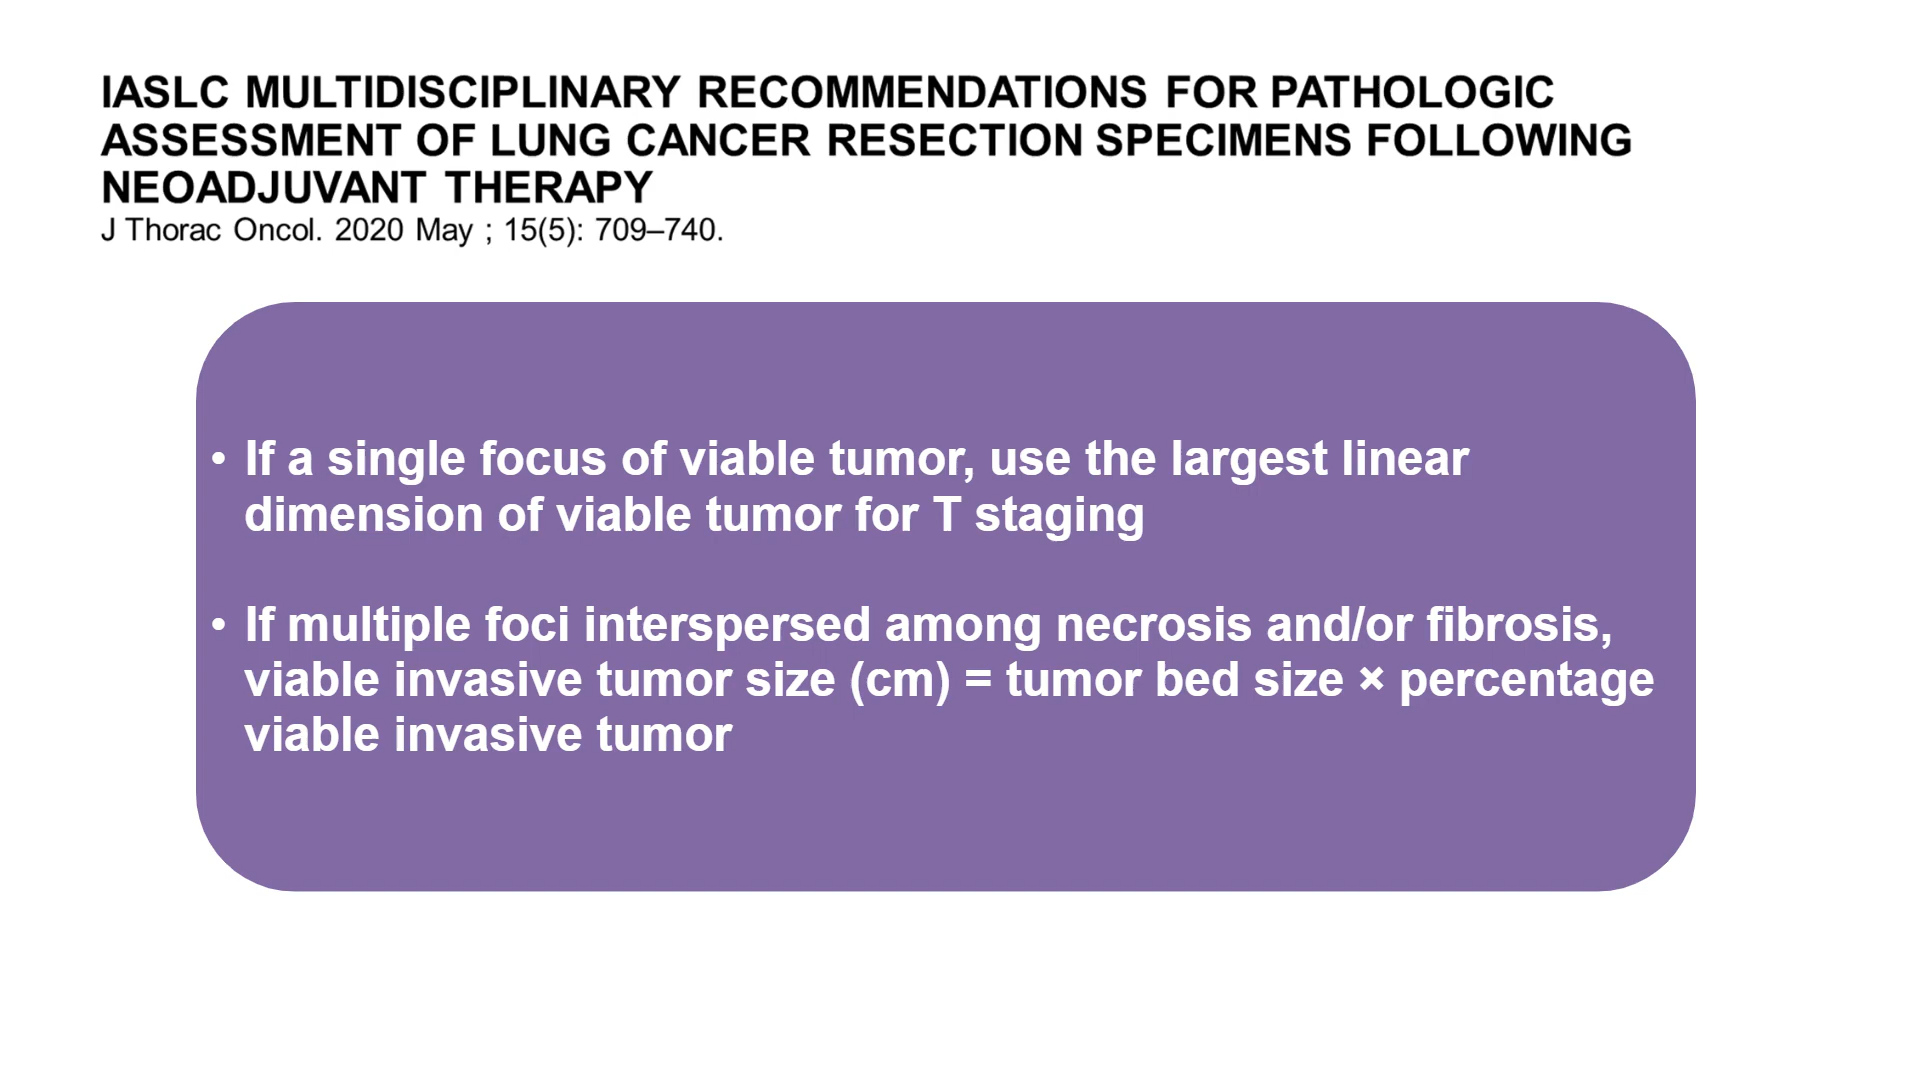 IASLC MULTIDISCIPLINARY RECOMMENDATIONS FOR PATHOLOGIC
ASSESSMENT OF LUNG CANCER RESECTION SPECIMENS FOLLOWING
NEOADJUVANT THERAPY
J Thorac Oncol. 2020 May ; 15(5): 709–740.
• If a single focus of viable tumor, use the largest linear
dimension of viable tumor for T staging
• If multiple foci interspersed among necrosis and/or fibrosis,
viable invasive tumor size (cm) = tumor bed size × percentage
viable invasive tumor